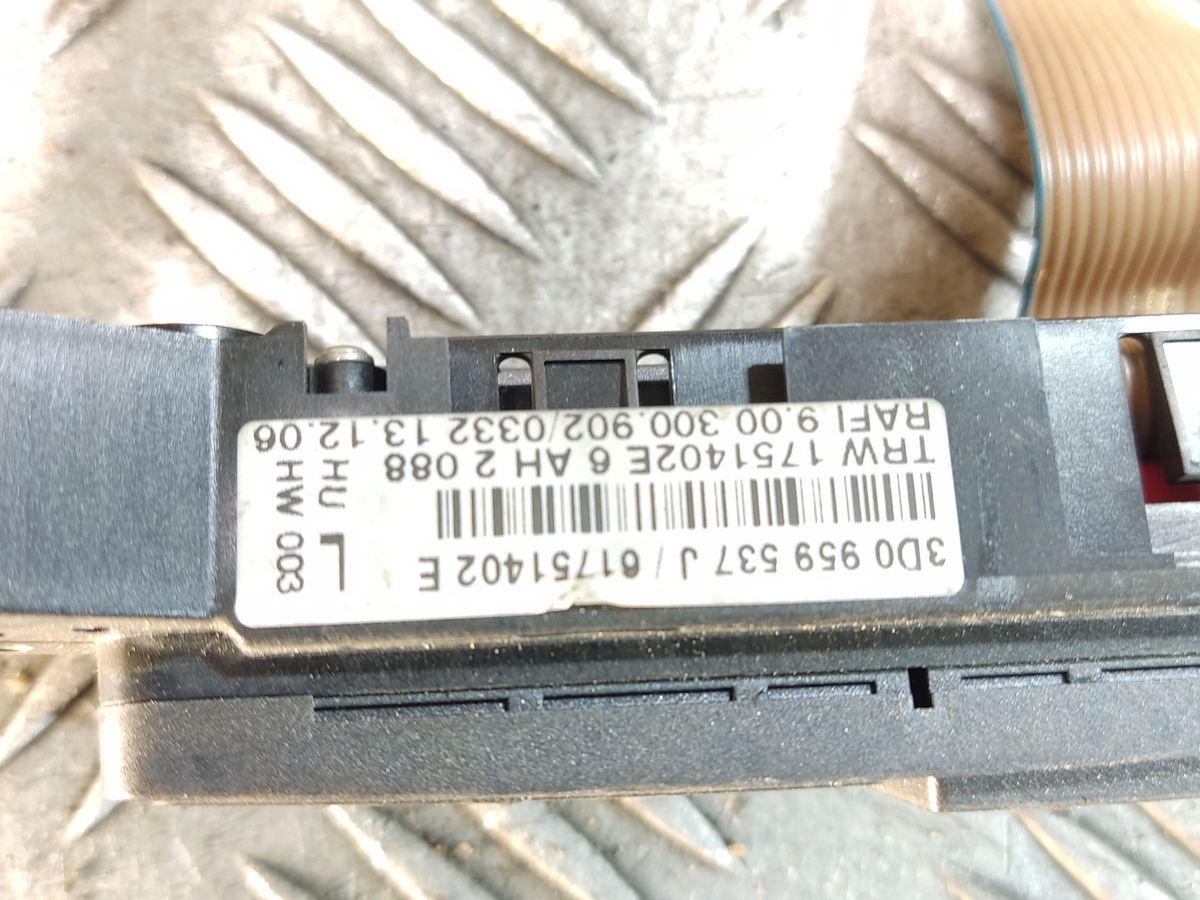 3D0 959 537 J / 61751402 E
TRW 1751402E 6 AH 2 088
RAFI 9.00 300.902/0332 13.12.06
L
HU
HW 003